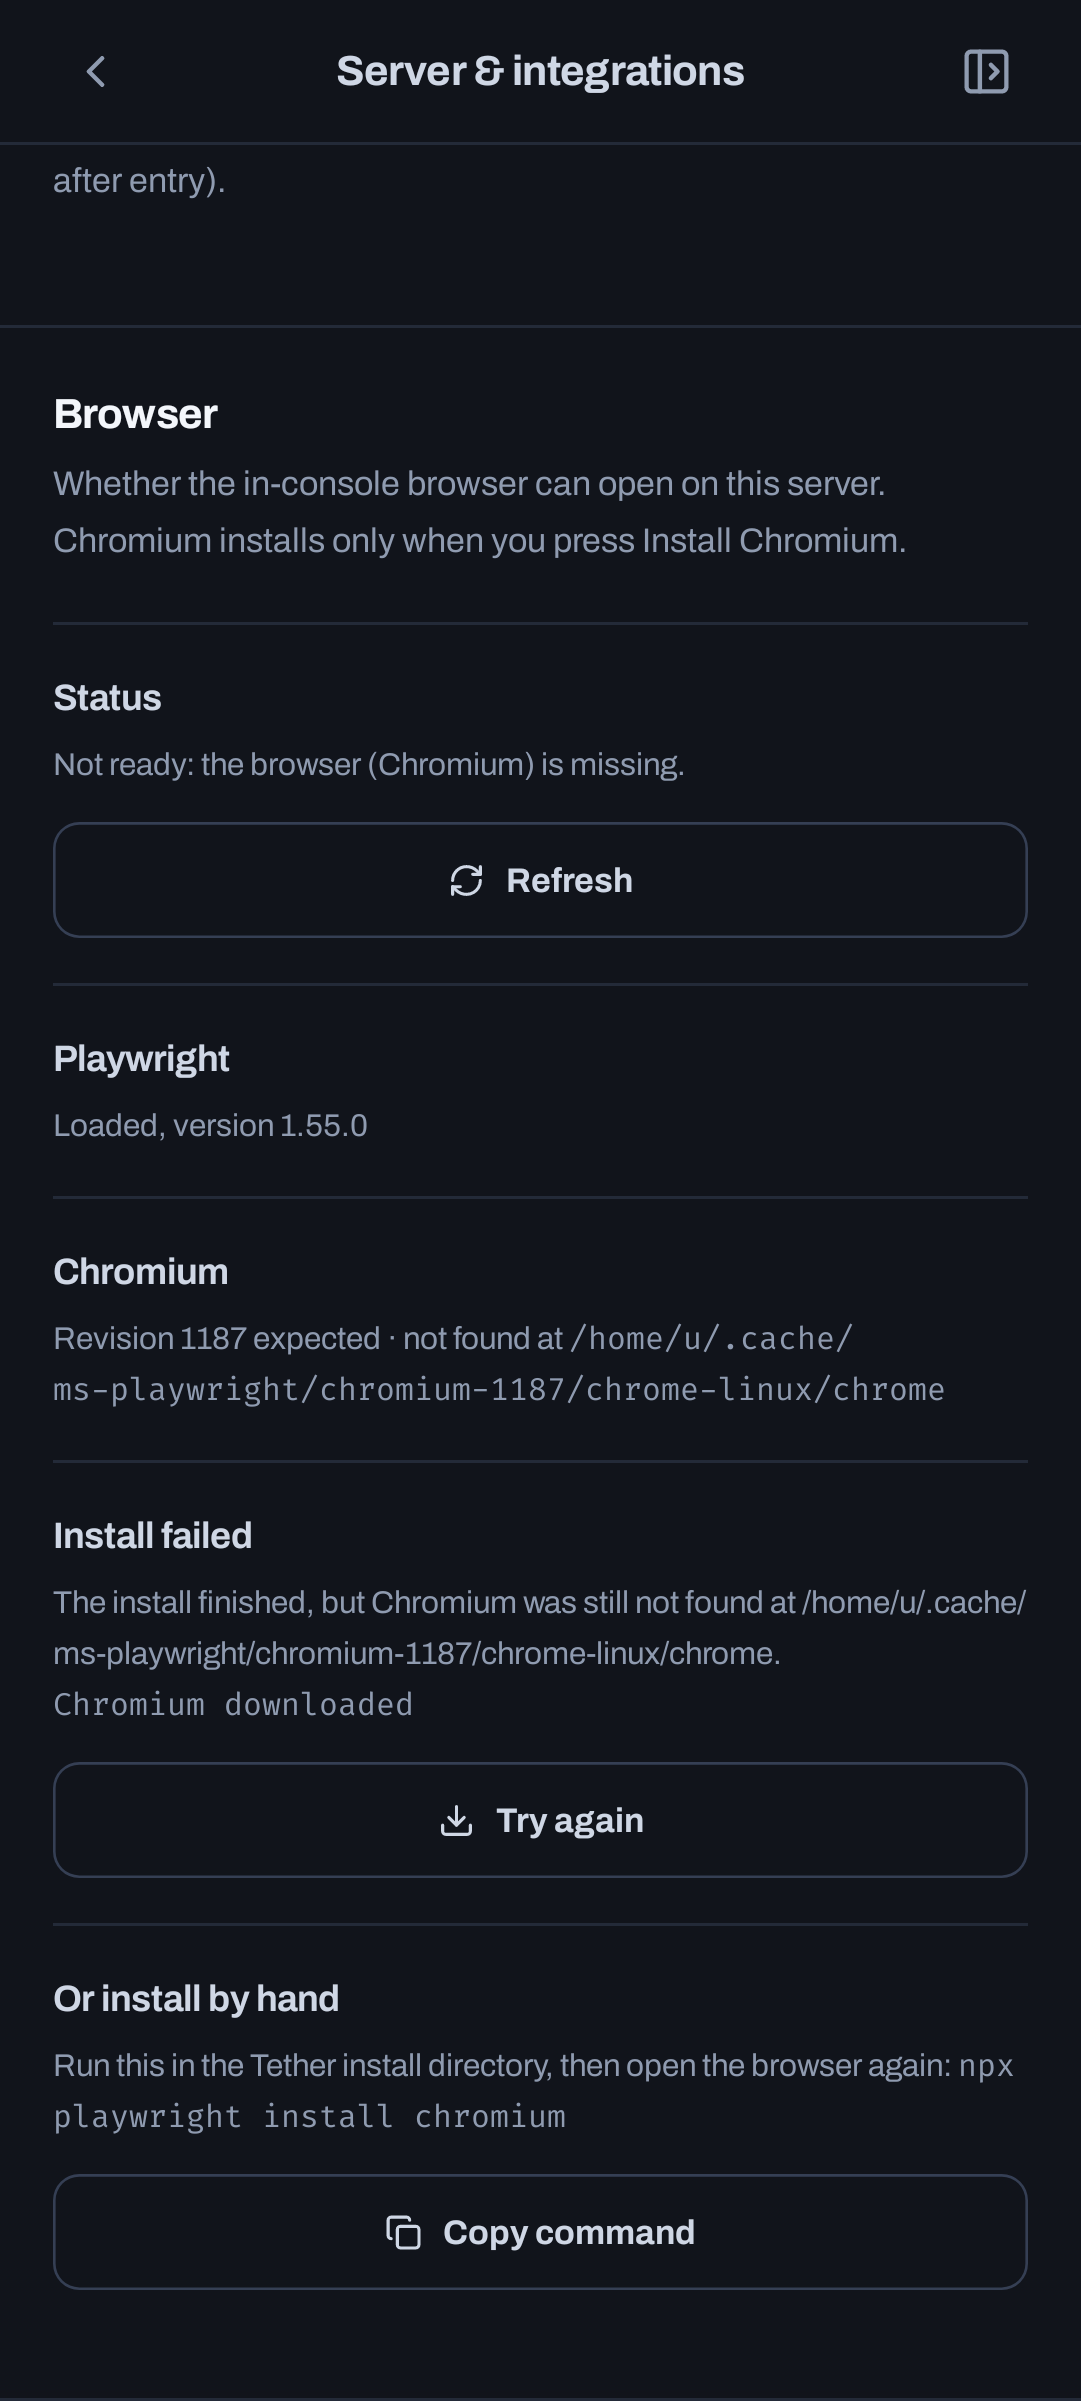 Server & integrations
after entry).
Browser
Whether the in-console browser can open on this server.
Chromium installs only when you press Install Chromium.
Status
Not ready: the browser (Chromium) is missing.
Refresh
Playwright
Loaded, version 1.55.0
Chromium
Revision 1187 expected · not found at /home/u/.cache/
ms-playwright/chromium-1187/chrome-linux/chrome
Install failed
The install finished, but Chromium was still not found at /home/u/.cache/
ms-playwright/chromium-1187/chrome-linux/chrome.
Chromium downloaded
Try again
Or install by hand
Run this in the Tether install directory, then open the browser again: npx
playwright install chromium
Copy command